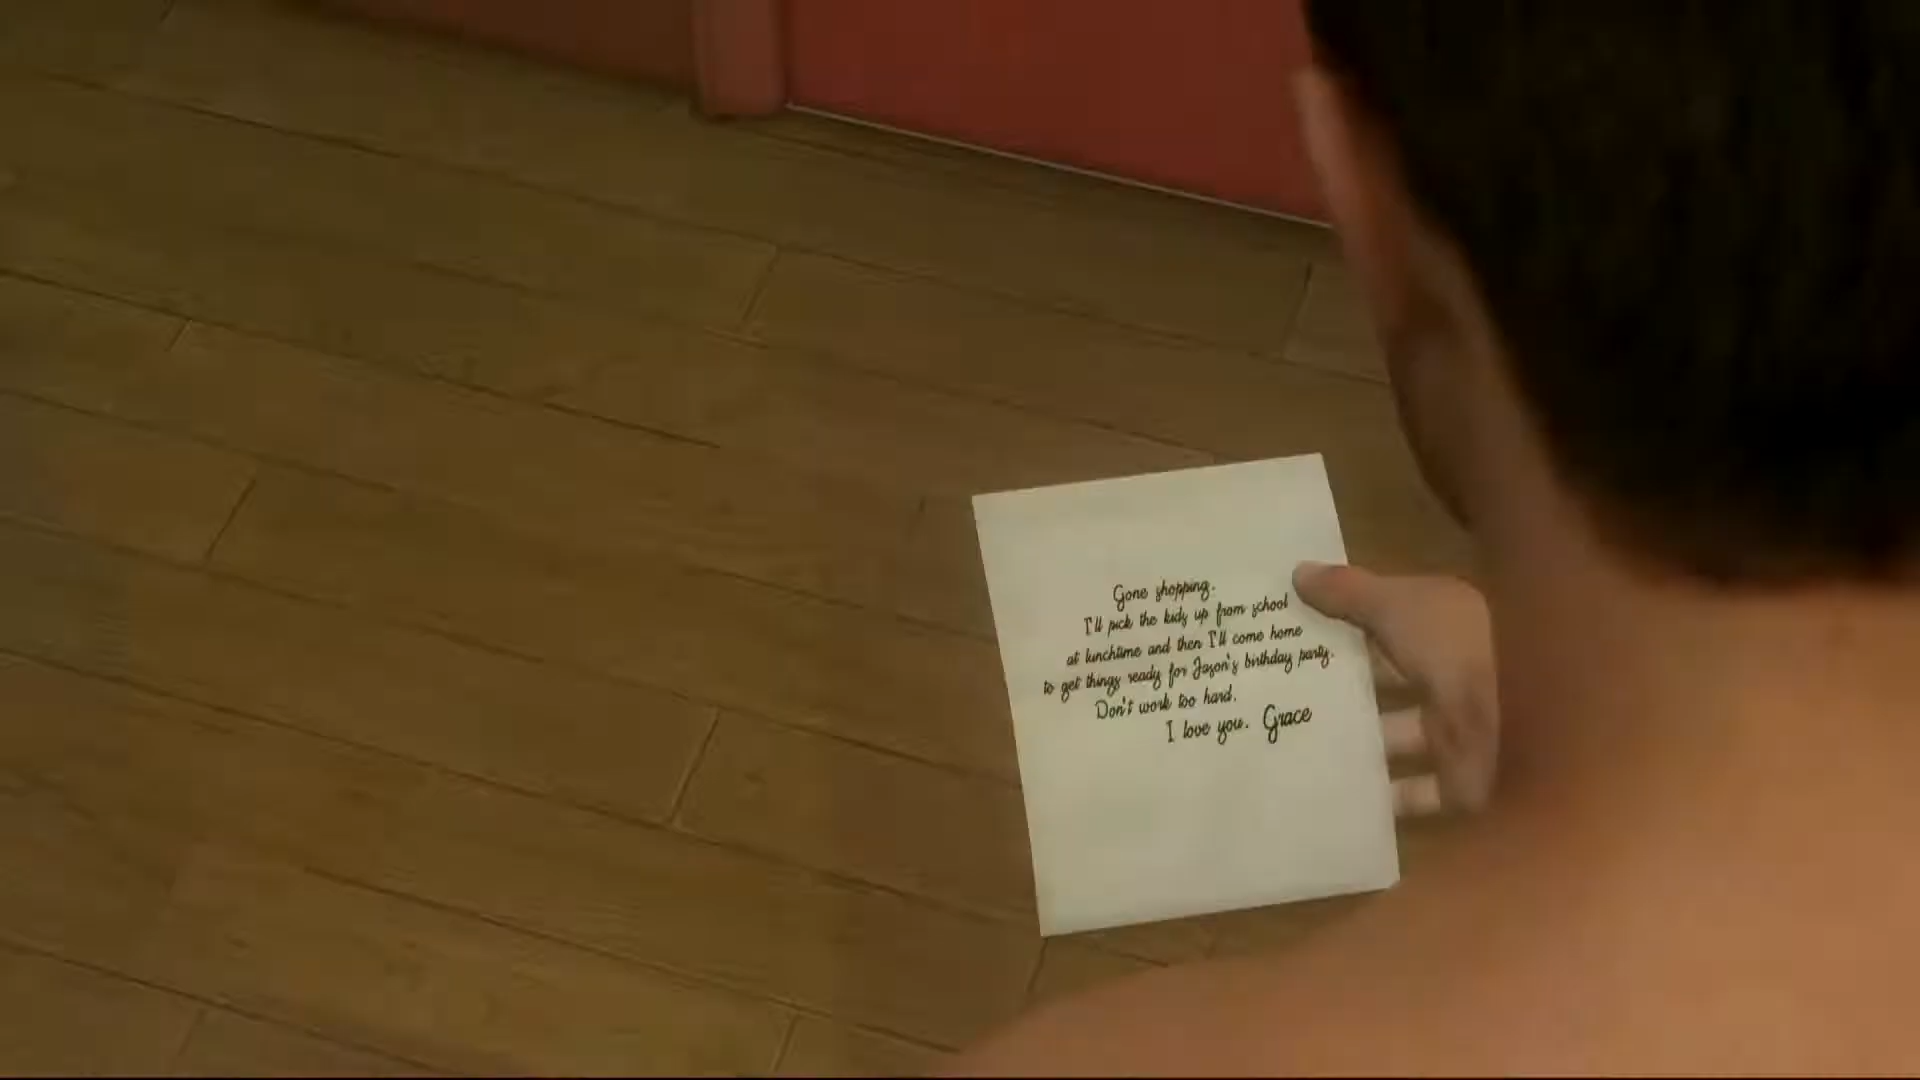 Gone shopping.
I'll pick the kids up from school
at lunchtime and then I'll come home
to get things ready for Jason's birthday party.
Don't work too hard.
I love you. Grace